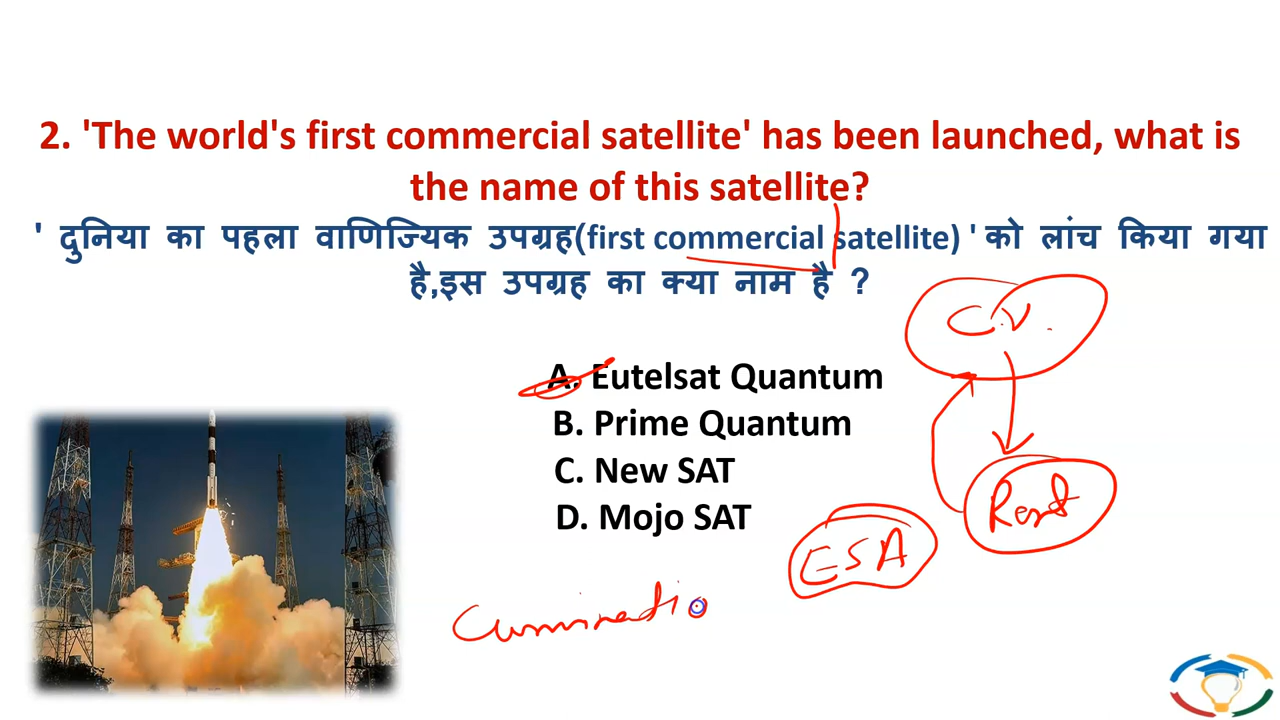 2. 'The world's first commercial satellite' has been launched, what is
the name of this satellite?
' दुनिया का पहला वाणिज्यिक उपग्रह(first commercial satellite) ' को लांच किया गया
है,इस उपग्रह का क्या नाम है ?
C.V.
A. Eutelsat Quantum
B. Prime Quantum
C. New SAT
D. Mojo SAT
ESA